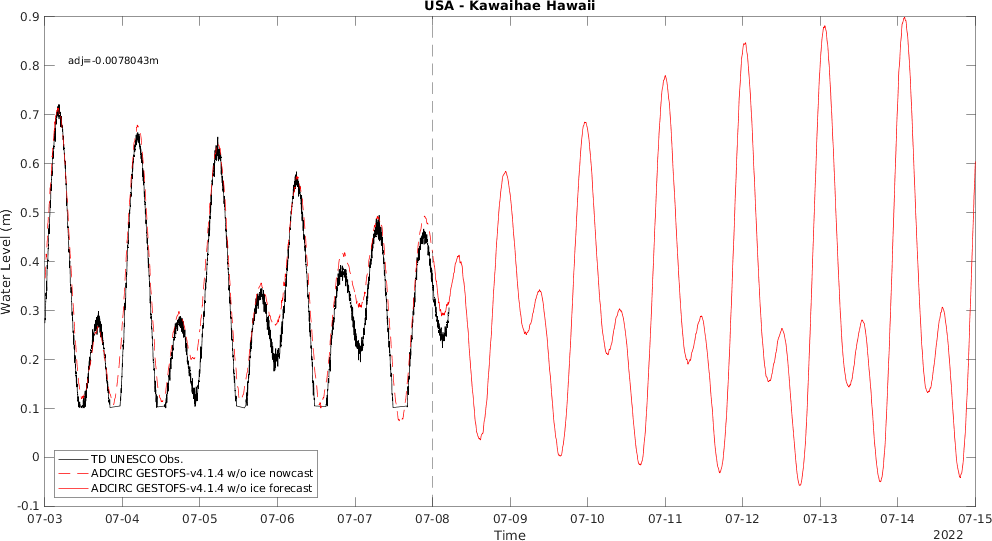 USA - Kawaihae Hawaii
adj=-0.0078043m
Water Level (m)
0.9
0.8
0.7
0.6
0.5
0.4
0.3
0.2
0.1
0
-0.1
TD UNESCO Obs.
ADCIRC GESTOFS-v4.1.4 w/o ice nowcast
ADCIRC GESTOFS-v4.1.4 w/o ice forecast
07-03 07-04 07-05 07-06 07-07 07-08 07-09 07-10 07-11 07-12 07-13 07-14 07-15
Time
2022